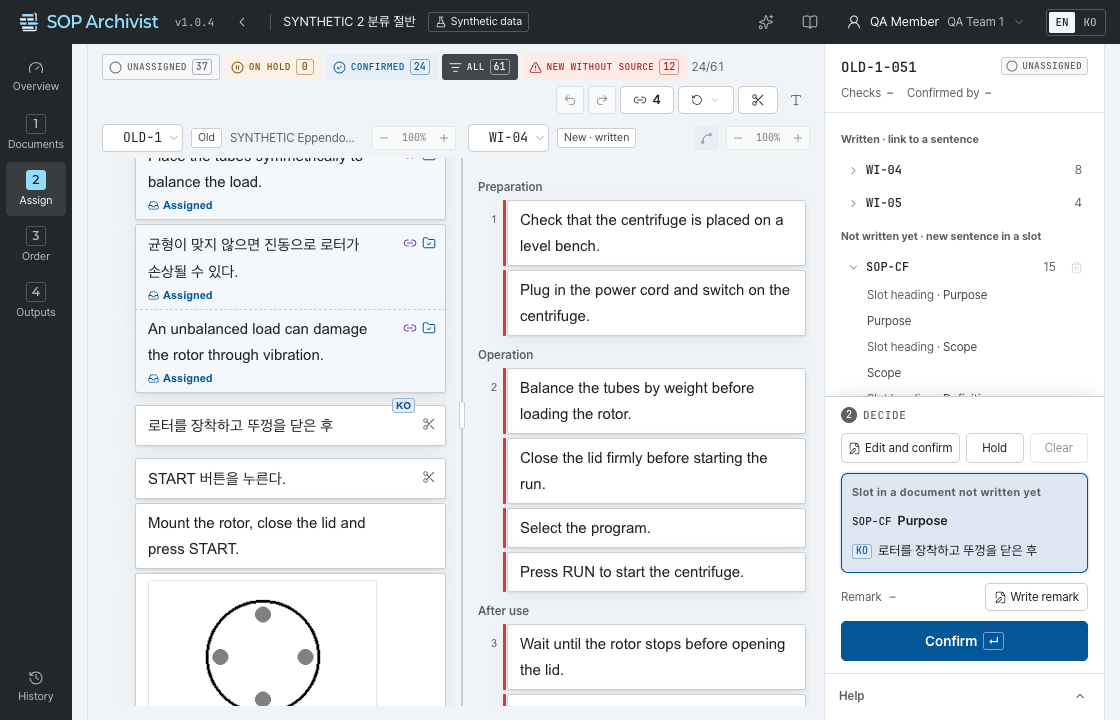 SOP Archivist v1.0.4 SYNTHETIC 2 분류 절반 Synthetic data QA Member QA Team 1 EN KO
Overview
1
Documents
2
Assign
3
Order
4
Outputs
History
UNASSIGNED 37 ON HOLD 0 CONFIRMED 24 ALL 61 NEW WITHOUT SOURCE 12 24/61
4
OLD-1 Old SYNTHETIC Eppendo... 100%
WI-04 New · written 100%
Place the tubes symmetrically to
balance the load.
Assigned
균형이 맞지 않으면 진동으로 로터가
손상될 수 있다.
Assigned
An unbalanced load can damage
the rotor through vibration.
Assigned
KO
로터를 장착하고 뚜껑을 닫은 후
START 버튼을 누른다.
Mount the rotor, close the lid and
press START.
Preparation
1
Check that the centrifuge is placed on a
level bench.
Plug in the power cord and switch on the
centrifuge.
Operation
2
Balance the tubes by weight before
loading the rotor.
Close the lid firmly before starting the
run.
Select the program.
Press RUN to start the centrifuge.
After use
3
Wait until the rotor stops before opening
the lid.
OLD-1-051 UNASSIGNED
Checks – Confirmed by –
Written · link to a sentence
WI-04 8
WI-05 4
Not written yet · new sentence in a slot
SOP-CF 15
Slot heading · Purpose
Purpose
Slot heading · Scope
Scope
2 DECIDE
Edit and confirm Hold Clear
Slot in a document not written yet
SOP-CF Purpose
KO 로터를 장착하고 뚜껑을 닫은 후
Remark – Write remark
Confirm
Help